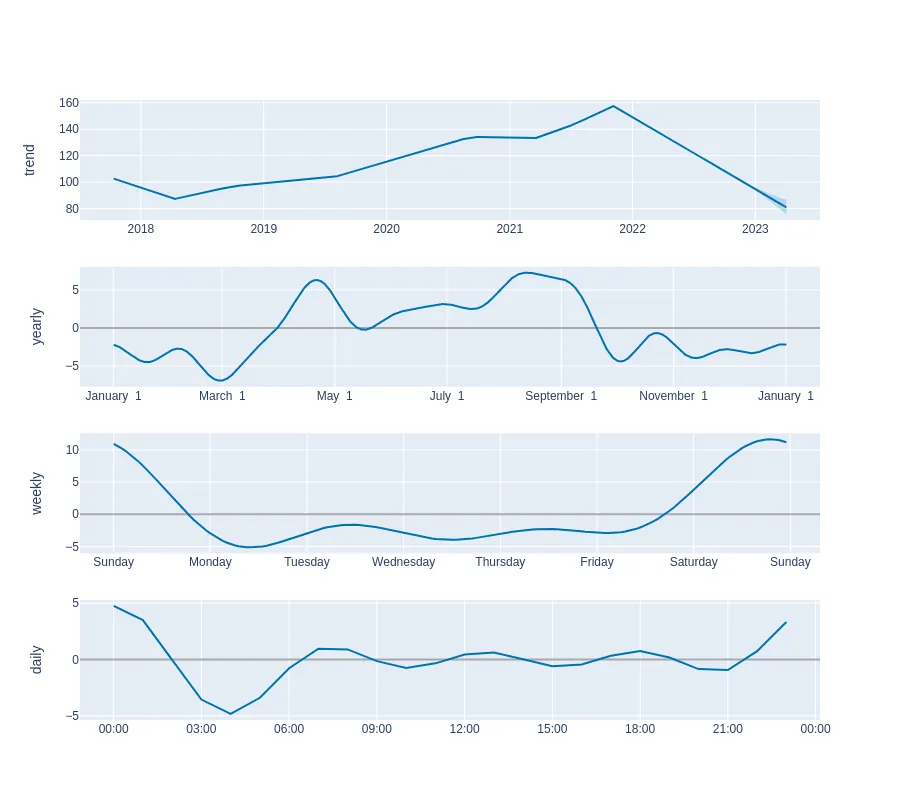 160
140
120
100
80
trend
2018 2019 2020 2021 2022 2023
5
0
−5
yearly
January 1 March 1 May 1 July 1 September 1 November 1 January 1
10
5
0
−5
weekly
Sunday Monday Tuesday Wednesday Thursday Friday Saturday Sunday
5
0
−5
daily
00:00 03:00 06:00 09:00 12:00 15:00 18:00 21:00 00:00